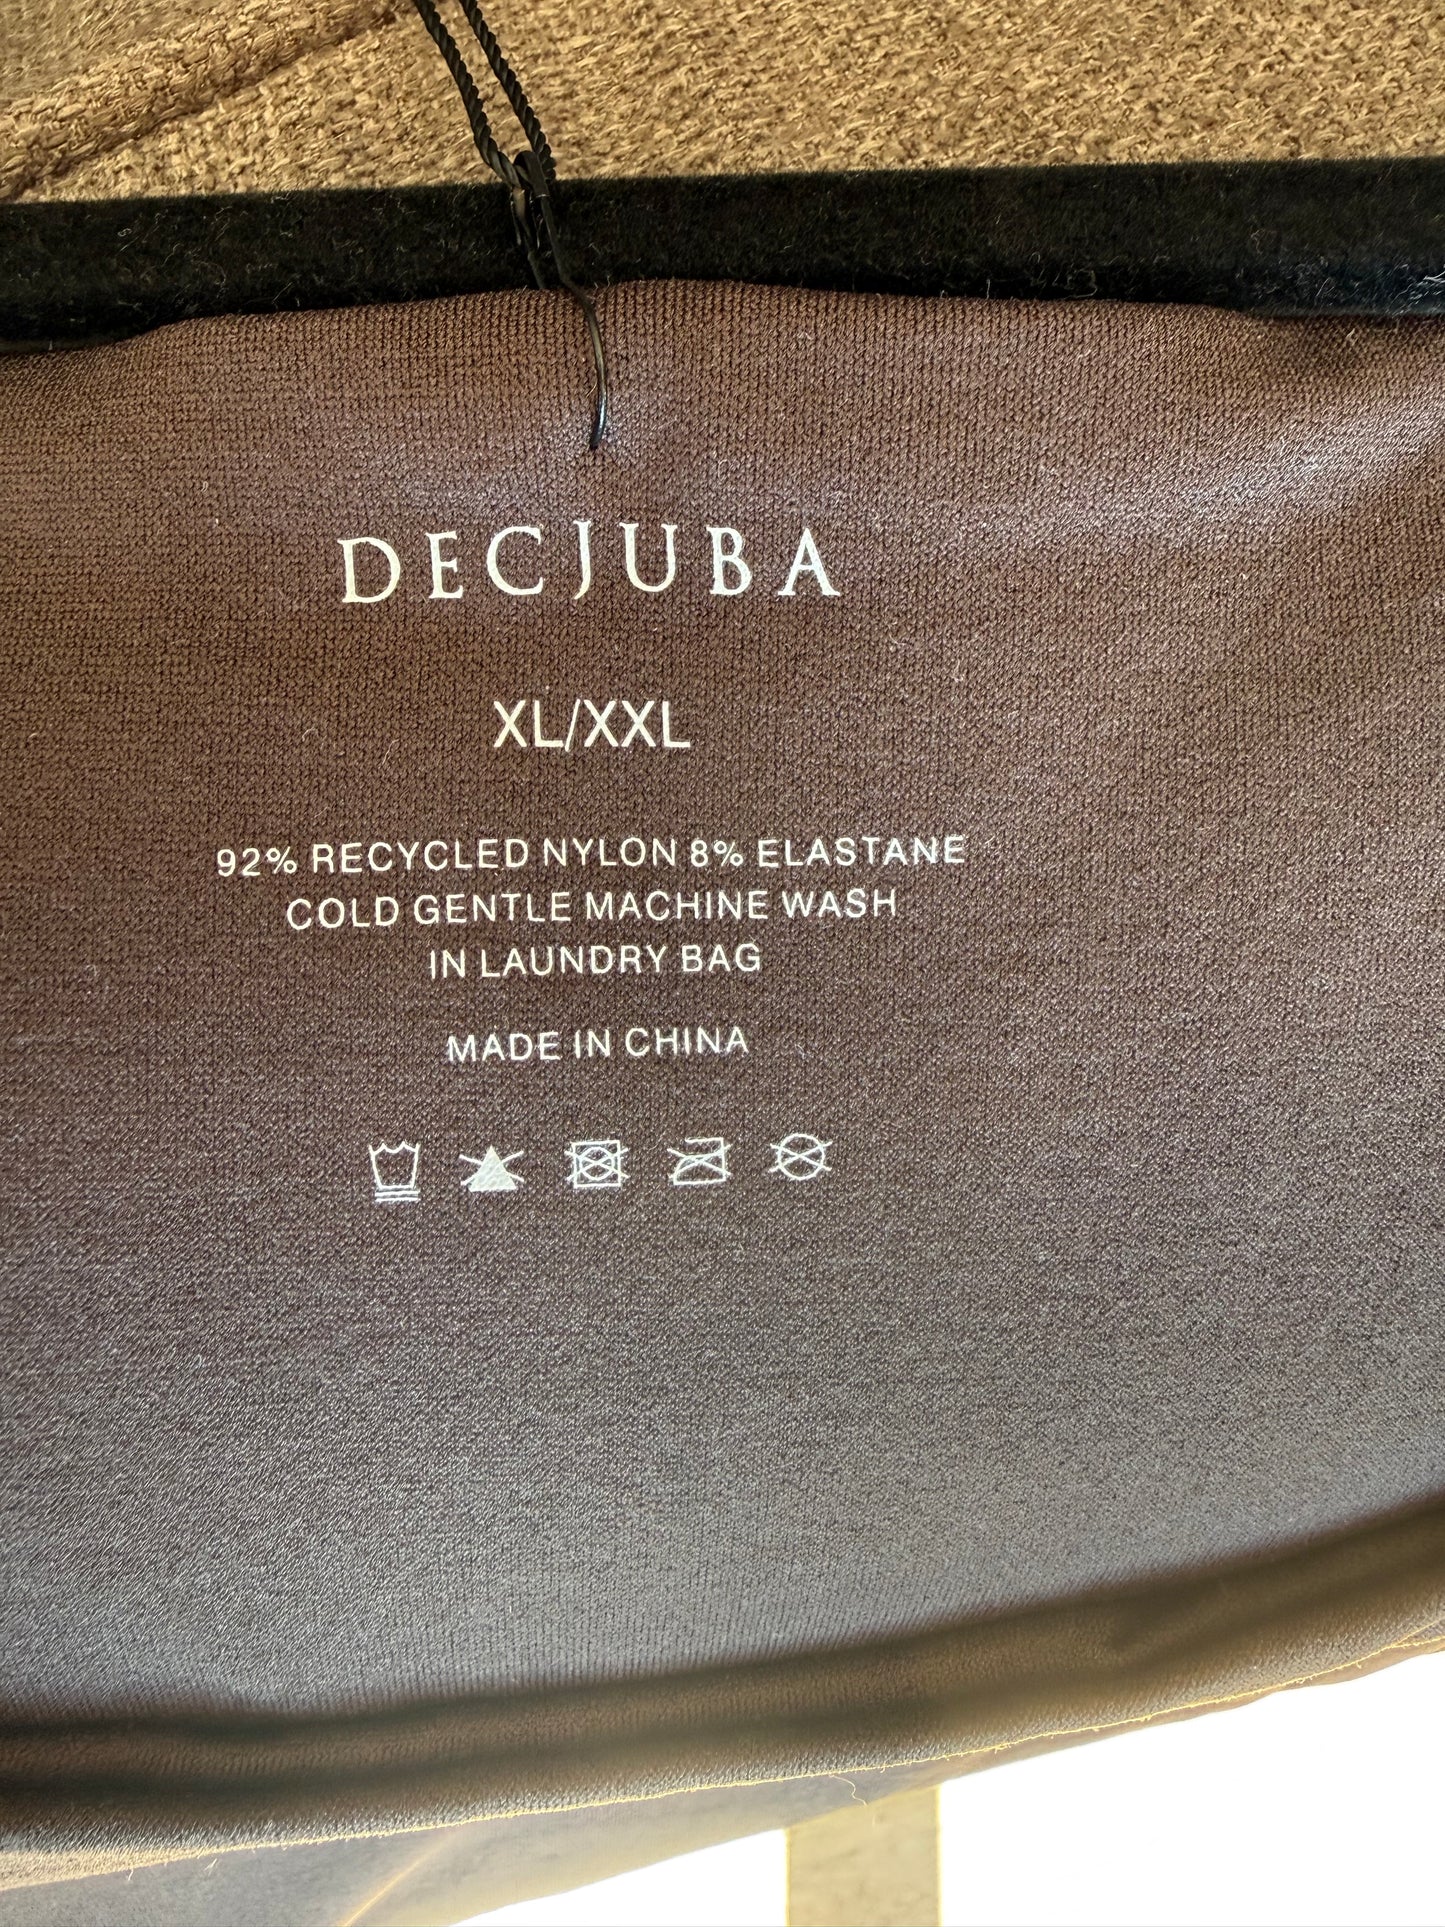 DECJUBA
XL/XXL
92% RECYCLED NYLON 8% ELASTANE
COLD GENTLE MACHINE WASH
IN LAUNDRY BAG
MADE IN CHINA